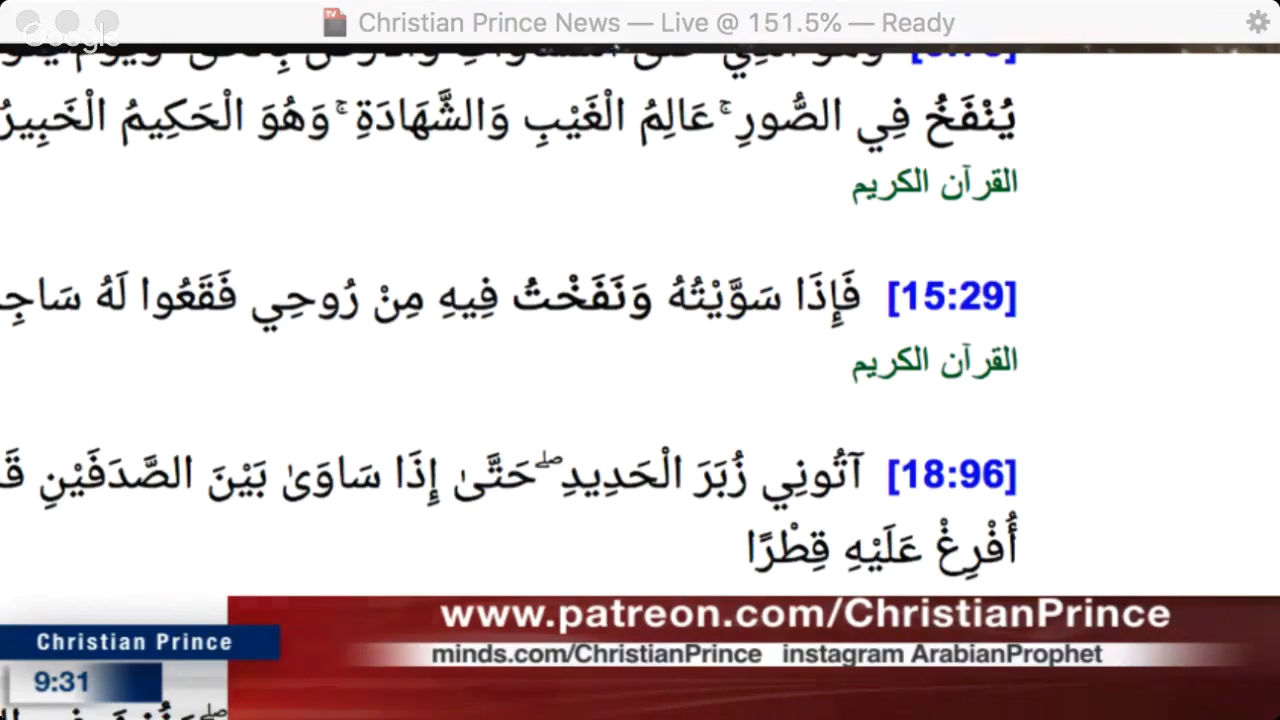 Christian Prince News — Live @ 151.5% — Ready
Google
يُنْفَخُ فِي الصُّورِ ۚ عَالِمُ الْغَيْبِ وَالشَّهَادَةِ ۚ وَهُوَ الْحَكِيمُ الْخَبِيرُ
القرآن الكريم
[15:29] فَإِذَا سَوَّيْتُهُ وَنَفَخْتُ فِيهِ مِنْ رُوحِي فَقَعُوا لَهُ
القرآن الكريم
[18:96] آتُونِي زُبَرَ الْحَدِيدِ ۖ حَتَّىٰ إِذَا سَاوَىٰ بَيْنَ الصَّدَفَيْنِ
أُفْرِغْ عَلَيْهِ قِطْرًا
www.patreon.com/ChristianPrince
Christian Prince
minds.com/ChristianPrince instagram ArabianProphet
9:31